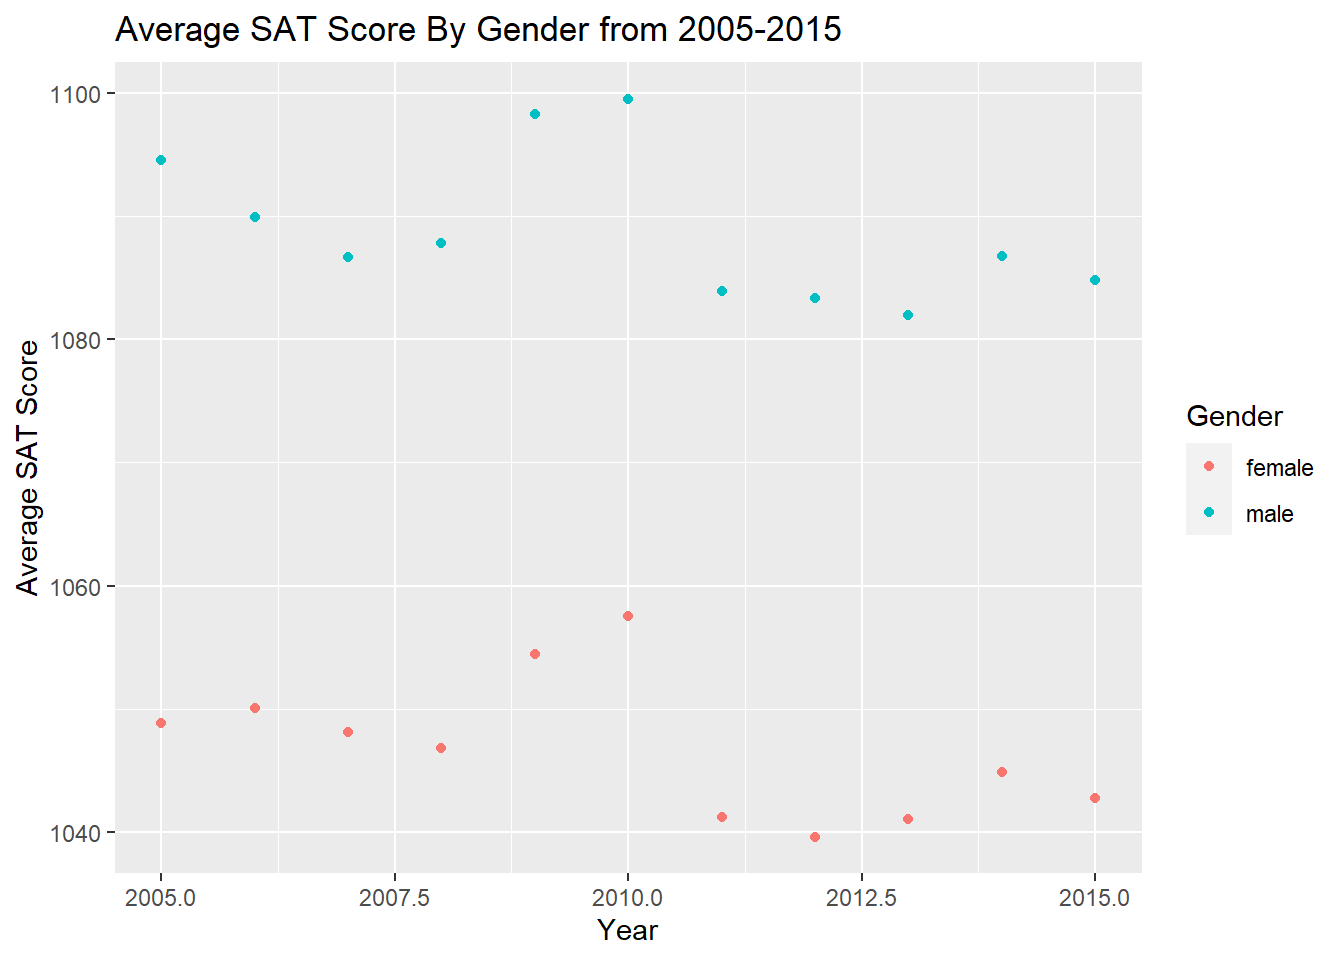 Average SAT Score By Gender from 2005-2015
1100
1080
1060
1040
Average SAT Score
2005.0 2007.5 2010.0 2012.5 2015.0
Year
Gender
female
male